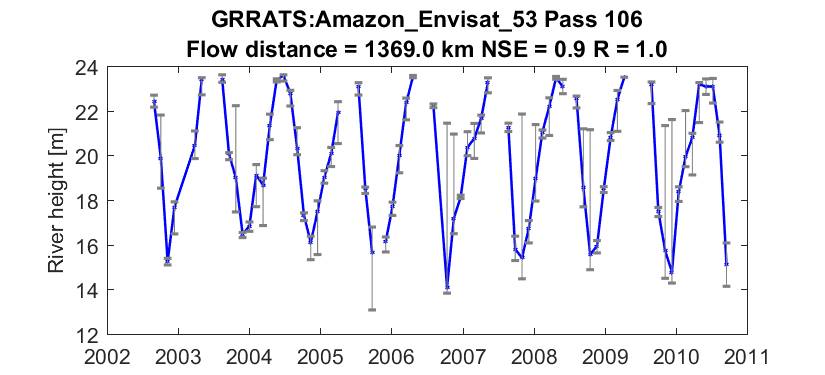 GRRATS:Amazon_Envisat_53 Pass 106
Flow distance = 1369.0 km NSE = 0.9 R = 1.0
River height [m]
24
22
20
18
16
14
12
2002 2003 2004 2005 2006 2007 2008 2009 2010 2011